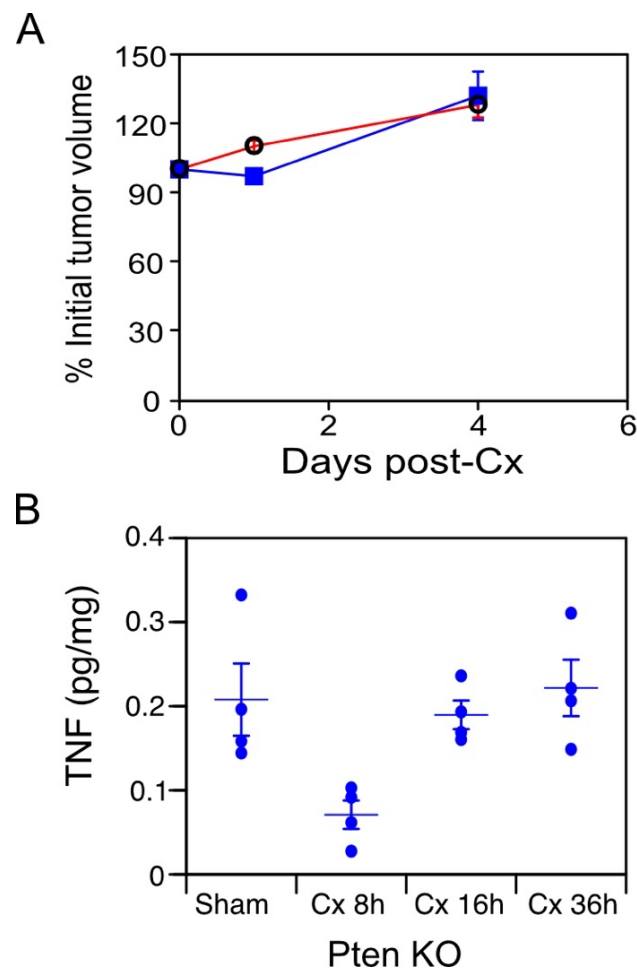 A
150
120
90
60
30
0
% Initial tumor volume
0 2 4 6
Days post-Cx
B
0.4
0.3
0.2
0.1
0
TNF (pg/mg)
Sham Cx 8h Cx 16h Cx 36h
Pten KO